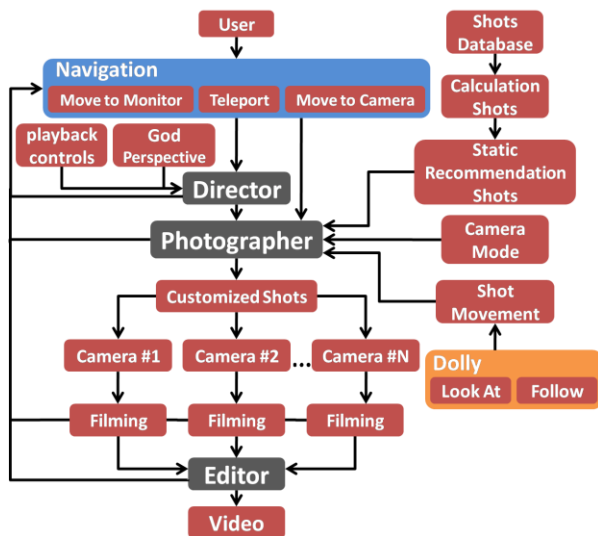 User
Shots
Database
Navigation
Move to Monitor
Teleport
Move to Camera
Calculation
Shots
playback
controls
God
Perspective
Static
Recommendation
Shots
Director
Photographer
Camera
Mode
Customized Shots
Shot
Movement
Camera #1
Camera #2
...
Camera #N
Dolly
Look At
Follow
Filming
Filming
Filming
Editor
Video